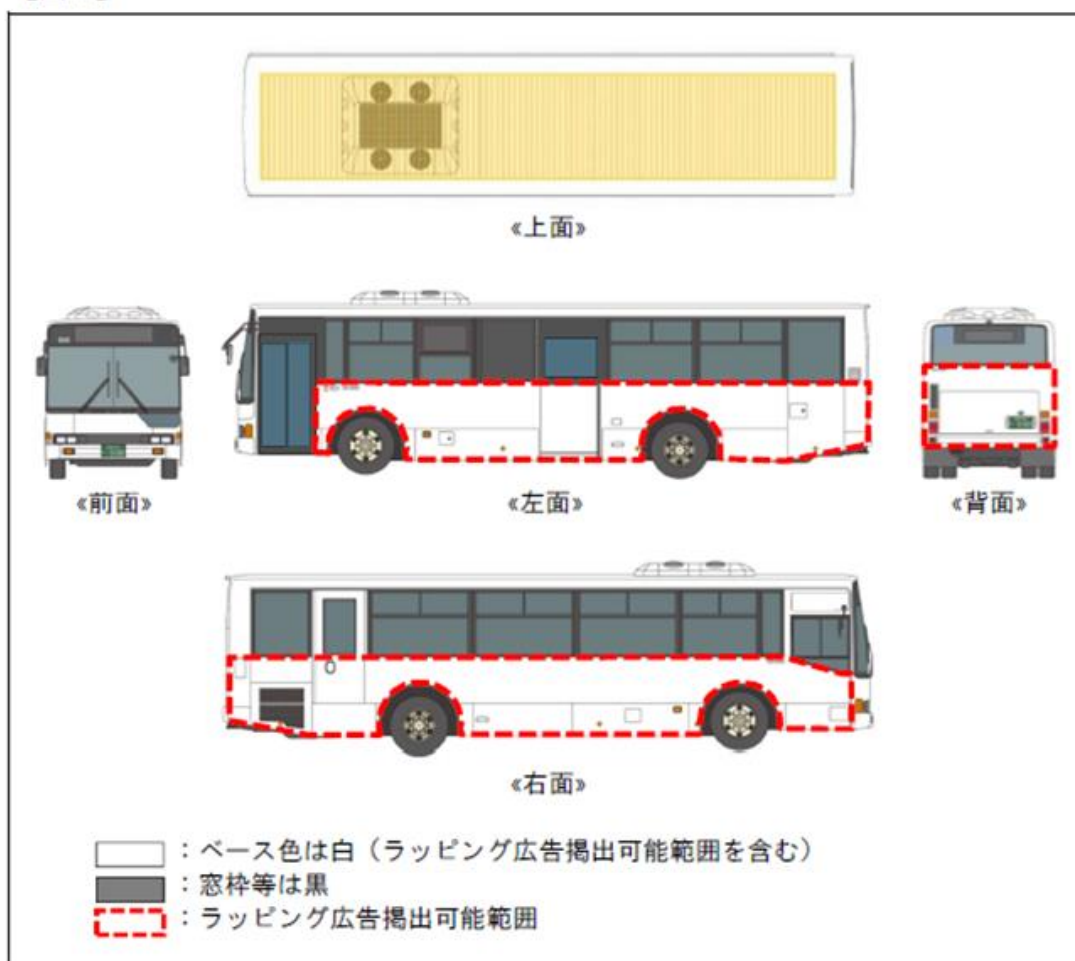 《上面》
《前面》
《左面》
《背面》
《右面》
：ベース色は白（ラッピング広告掲出可能範囲を含む）
：窓枠等は黒
：ラッピング広告掲出可能範囲